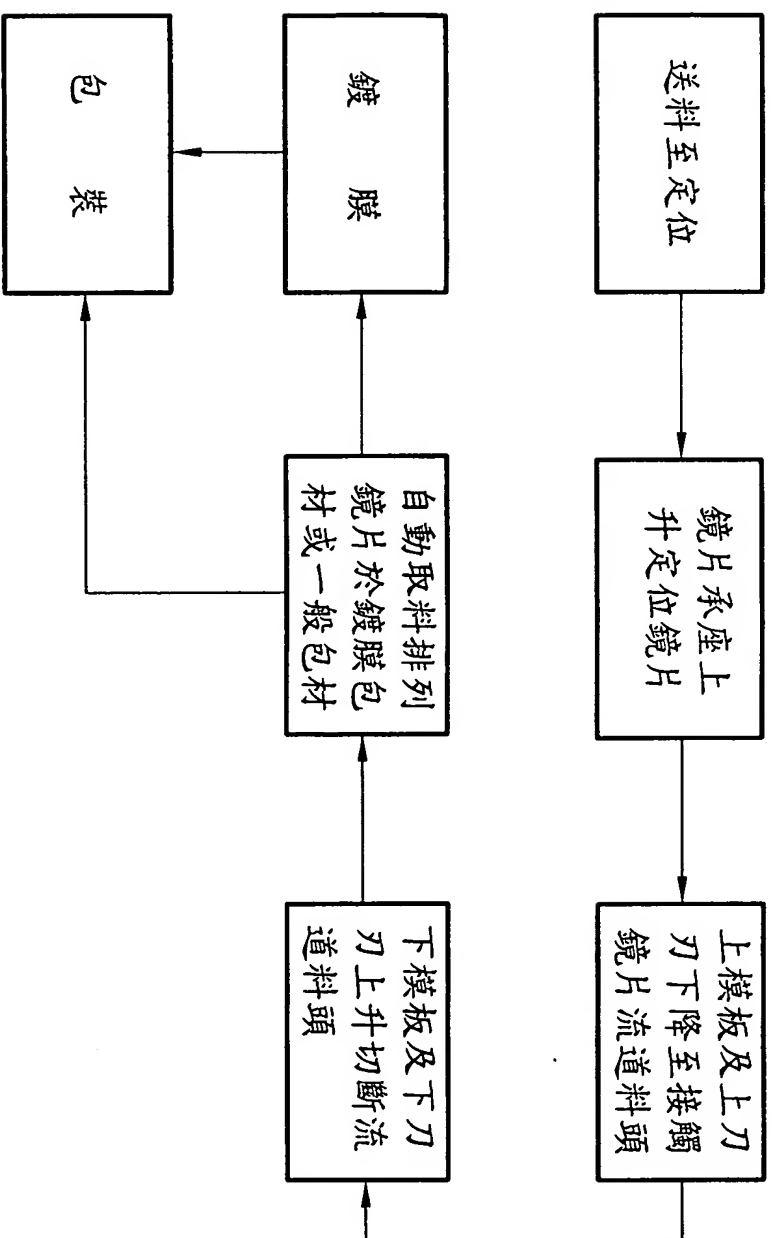 送料至定位
鏡片承座上
升定位鏡片
上模板及上刀
刃下降至接觸
鏡片流道料頭
下模板及下刀
刃上升切斷流
道料頭
自動取料排列
鏡片於鍍膜包
材或一般包材
鍍膜
包裝